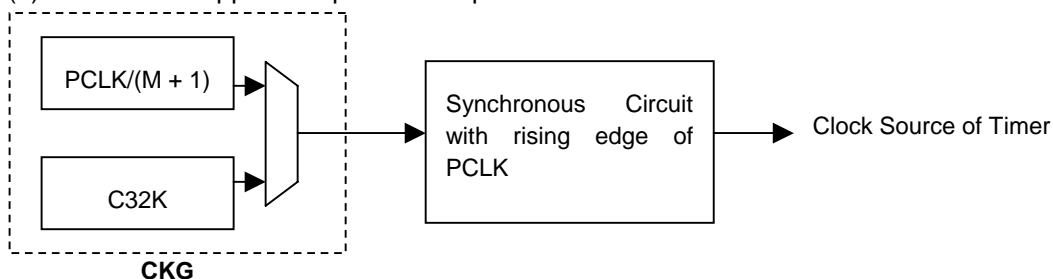 PCLK/(M + 1)
C32K
CKG
Synchronous Circuit
with rising edge of
PCLK
Clock Source of Timer